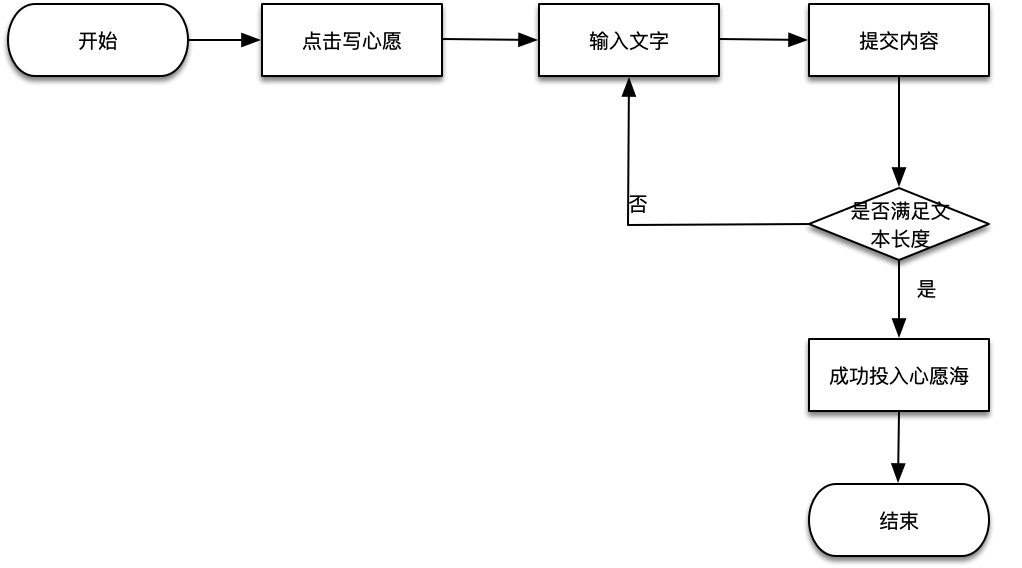 开始
点击写心愿
输入文字
提交内容
否
是否满足文
本长度
是
成功投入心愿海
结束